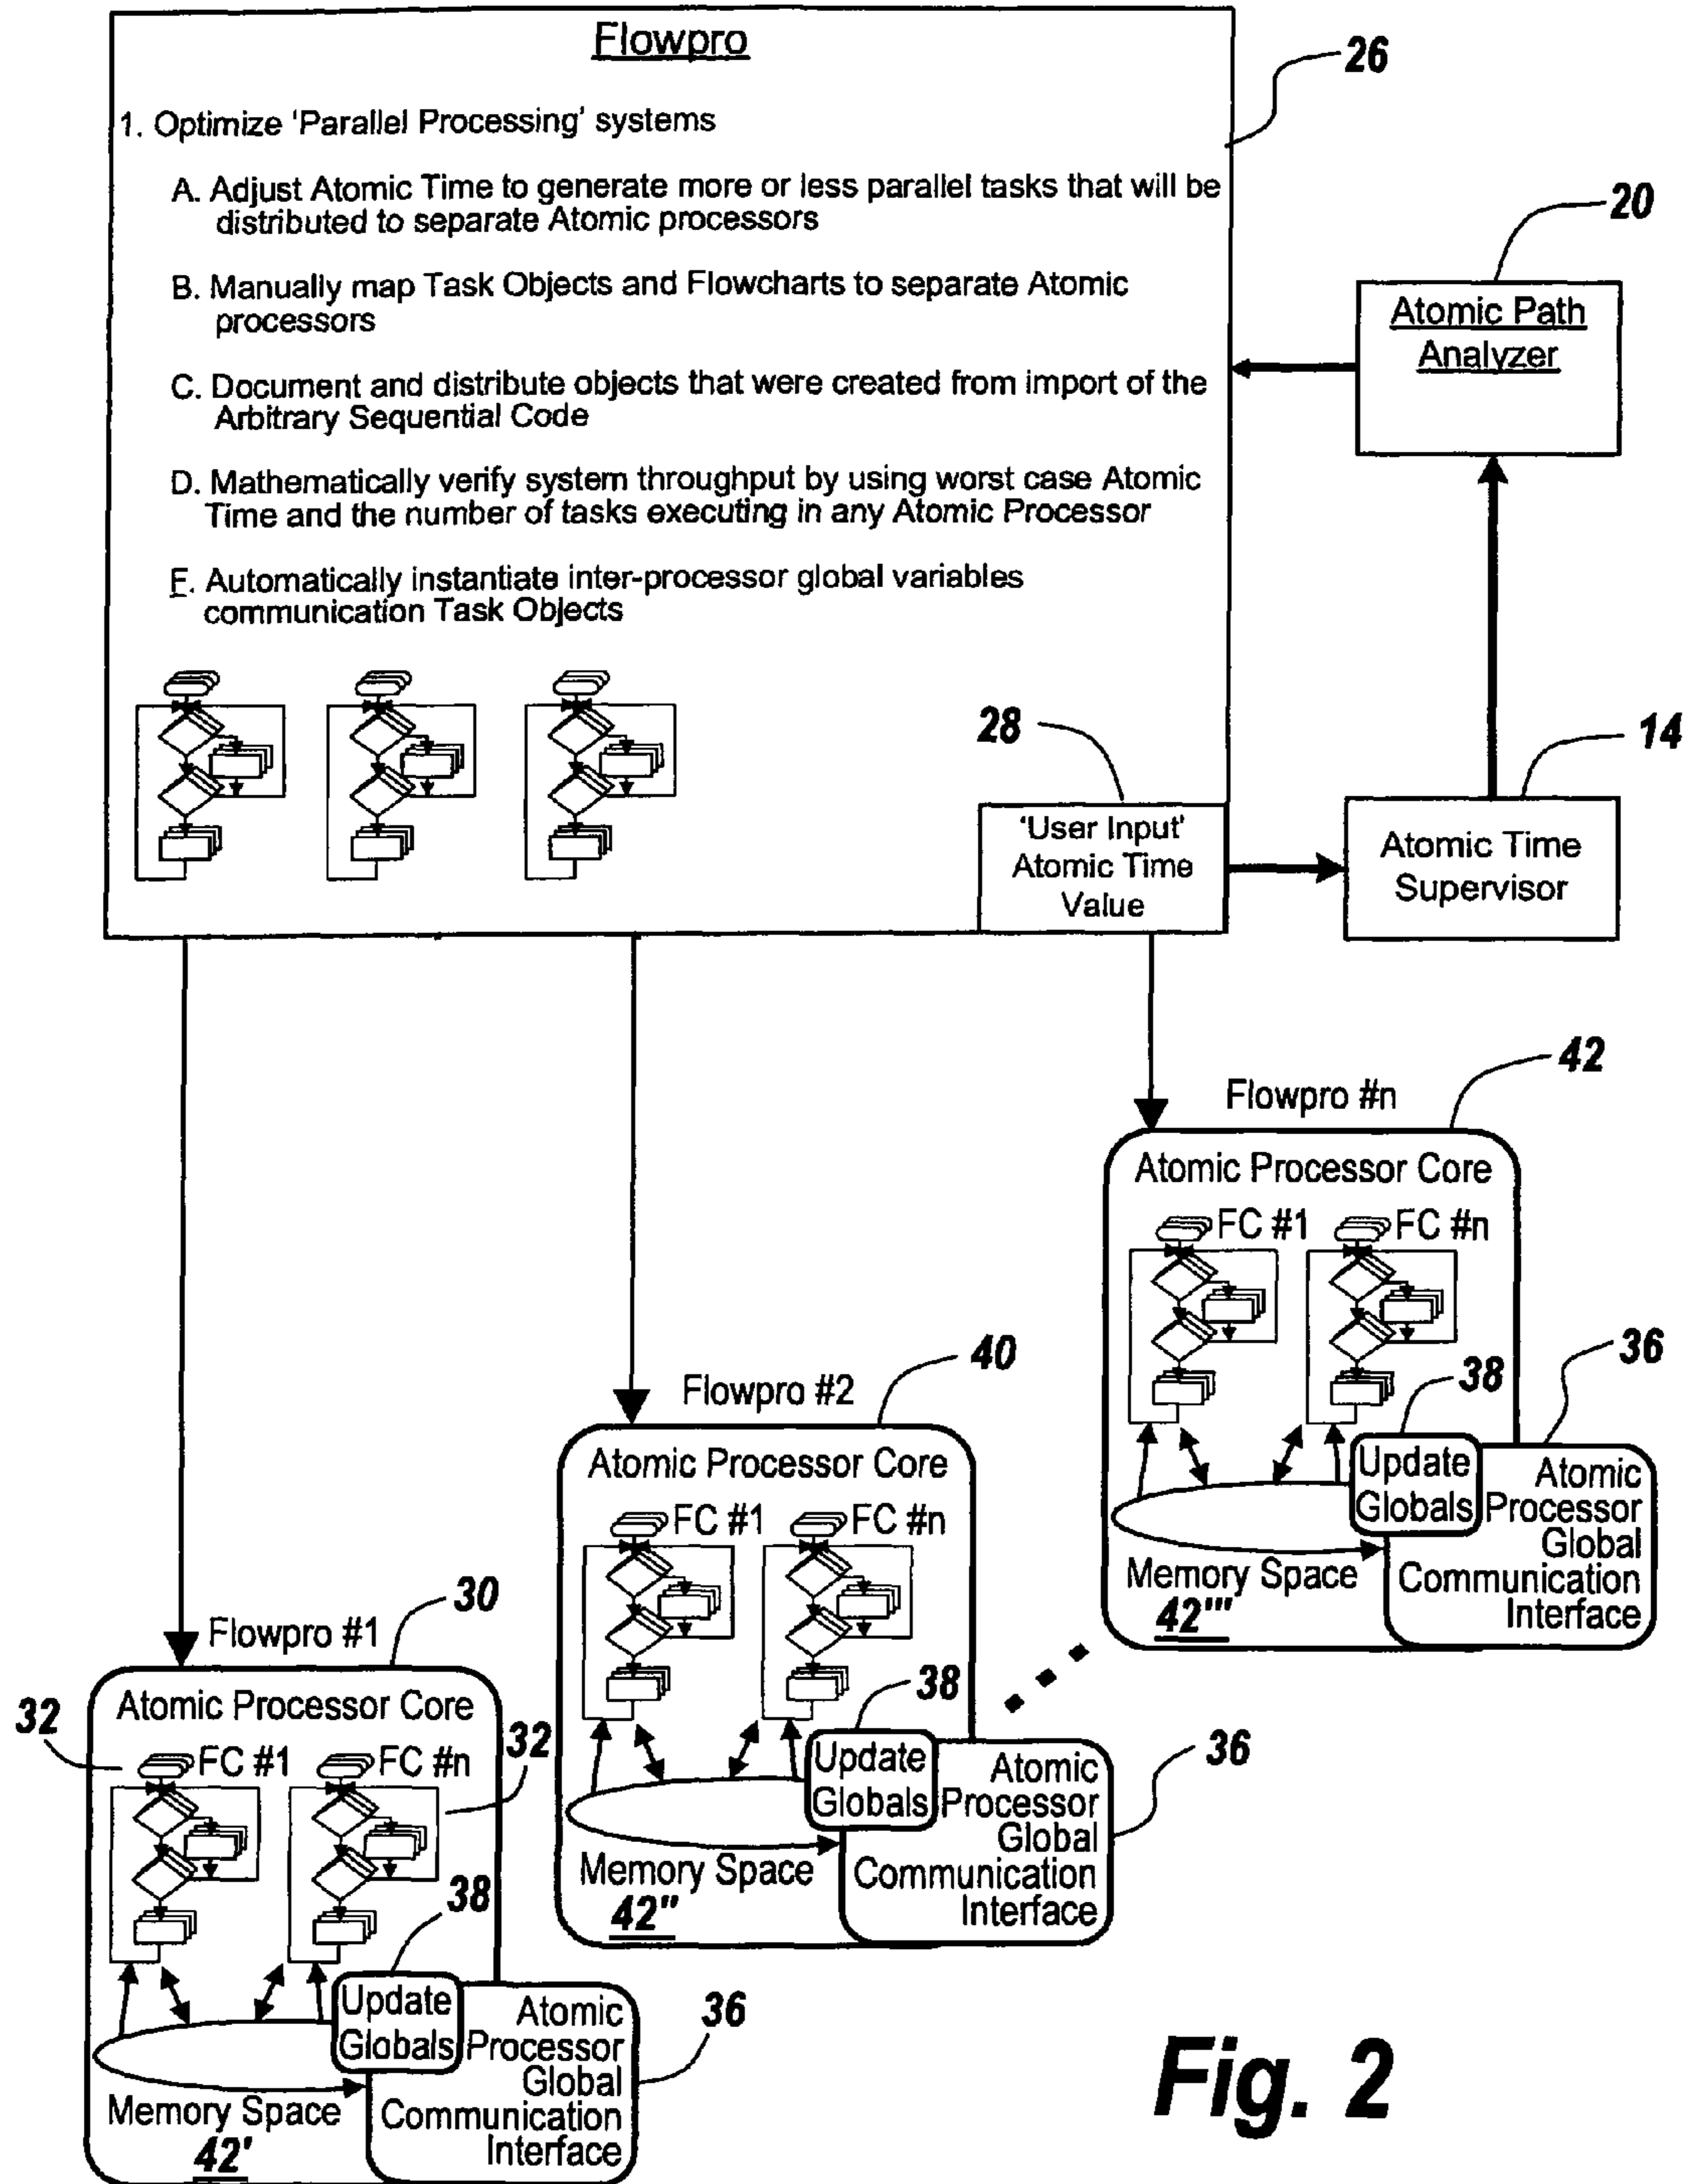 Flowpro
26
1. Optimize 'Parallel Processing' systems
A. Adjust Atomic Time to generate more or less parallel tasks that will be
distributed to separate Atomic processors
20
B. Manually map Task Objects and Flowcharts to separate Atomic
processors
Atomic Path
Analyzer
C. Document and distribute objects that were created from import of the
Arbitrary Sequential Code
D. Mathematically verify system throughput by using worst case Atomic
Time and the number of tasks executing in any Atomic Processor
F. Automatically instantiate inter-processor global variables
communication Task Objects
28
14
'User Input'
Atomic Time
Value
Atomic Time
Supervisor
42
Flowpro #n
Atomic Processor Core
FC #1
FC #n
36
38
Update
Globals
Atomic
Processor
Global
Communication
Interface
Memory Space
42'''
40
Flowpro #2
Atomic Processor Core
FC #1
FC #n
38
Update
Globals
36
Atomic
Processor
Global
Communication
Interface
Memory Space
42''
30
Flowpro #1
Atomic Processor Core
32
FC #1
FC #n
32
38
Update
Globals
36
Atomic
Processor
Global
Communication
Interface
Memory Space
42'
Fig. 2